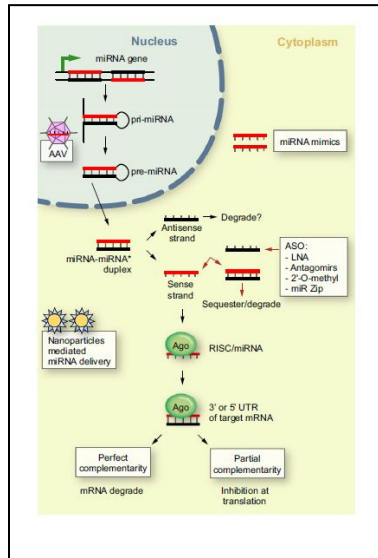 Nucleus
Cytoplasm
miRNA gene
pri-miRNA
AAV
miRNA mimics
pre-miRNA
Antisense
strand
Degrade?
miRNA-miRNA*
duplex
Sense
strand
ASO:
- LNA
- Antagomirs
- 2'-O-methyl
- miR Zip
Sequester/degrade
Nanoparticles
mediated
miRNA delivery
Ago
RISC/miRNA
Ago
3' or 5' UTR
of target mRNA
Perfect
complementarity
Partial
complementarity
mRNA degrade
Inhibition at
translation